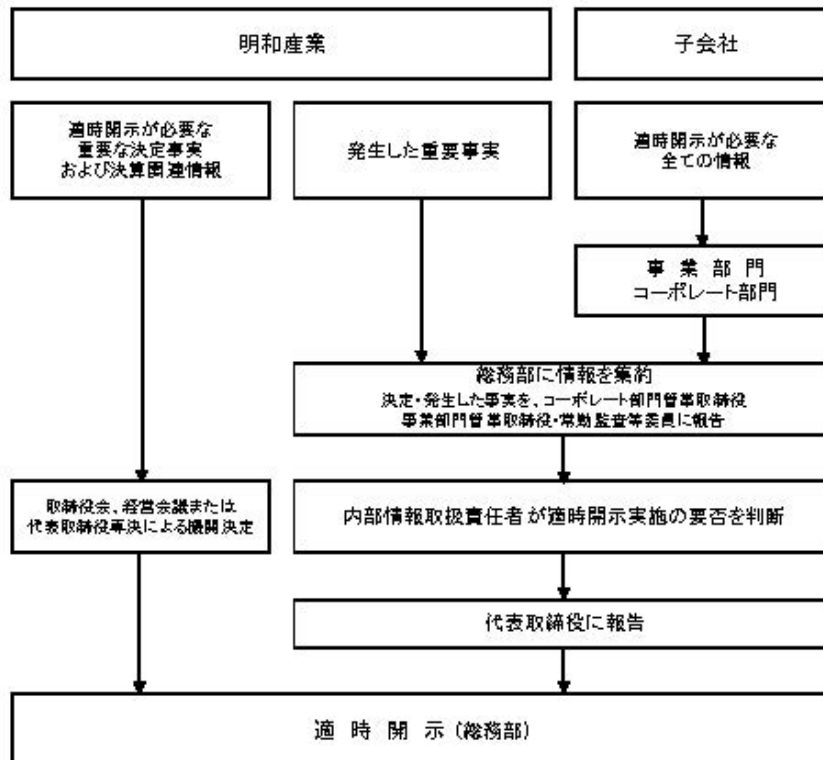 明和産業
子会社
適時開示が必要な
重要な決定事実
および決算関連情報
発生した重要事実
適時開示が必要な
全ての情報
事業部門
コーポレート部門
総務部に情報を集約
決定・発生した事実を、コーポレート部門管掌取締役
事業部門管掌取締役・常勤監査等委員に報告
取締役会、経営会議または
代表取締役専決による機関決定
内部情報取扱責任者が適時開示実施の要否を判断
代表取締役に報告
適時開示(総務部)